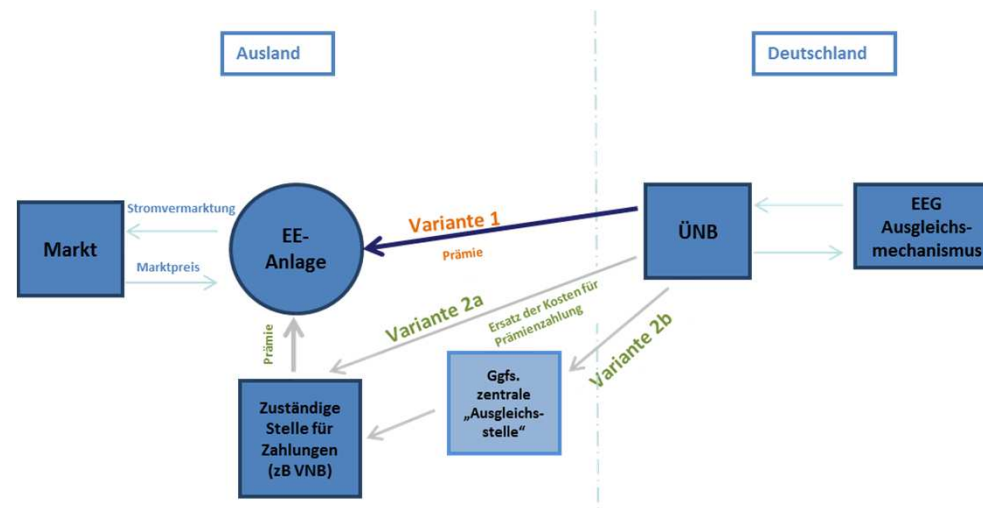 Ausland
Deutschland
Markt
Stromvermarktung
Marktpreis
EE-
Anlage
Variante 1
Prämie
ÜNB
EEG
Ausgleichs-
mechanismus
Variante 2a
Ersatz der Kosten für
Prämienzahlung
Variante 2b
Prämie
Ggfs.
zentrale
„Ausgleichs-
stelle“
Zuständige
Stelle für
Zahlungen
(zB VNB)